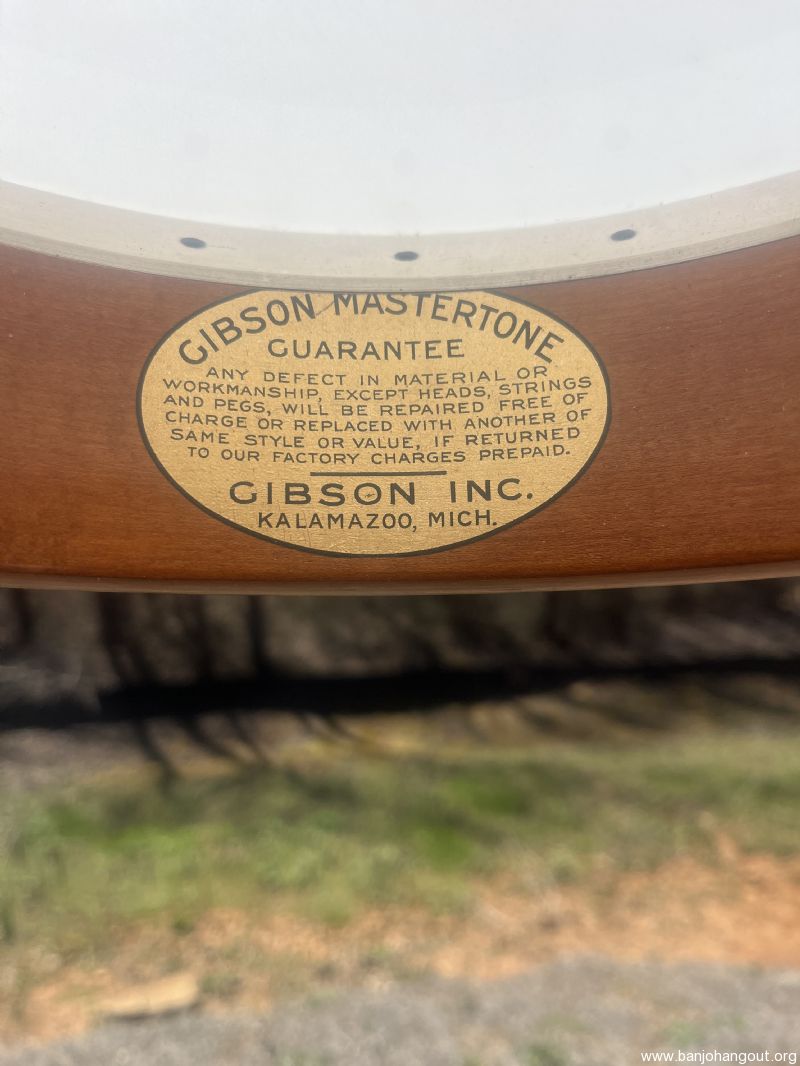 GIBSON MASTERTONE
GUARANTEE
ANY DEFECT IN MATERIAL OR
WORKMANSHIP, EXCEPT HEADS, STRINGS
AND PEGS, WILL BE REPAIRED FREE OF
CHARGE OR REPLACED WITH ANOTHER OF
SAME STYLE OR VALUE, IF RETURNED
TO OUR FACTORY CHARGES PREPAID.
GIBSON INC.
KALAMAZOO, MICH.
www.banjohangout.org